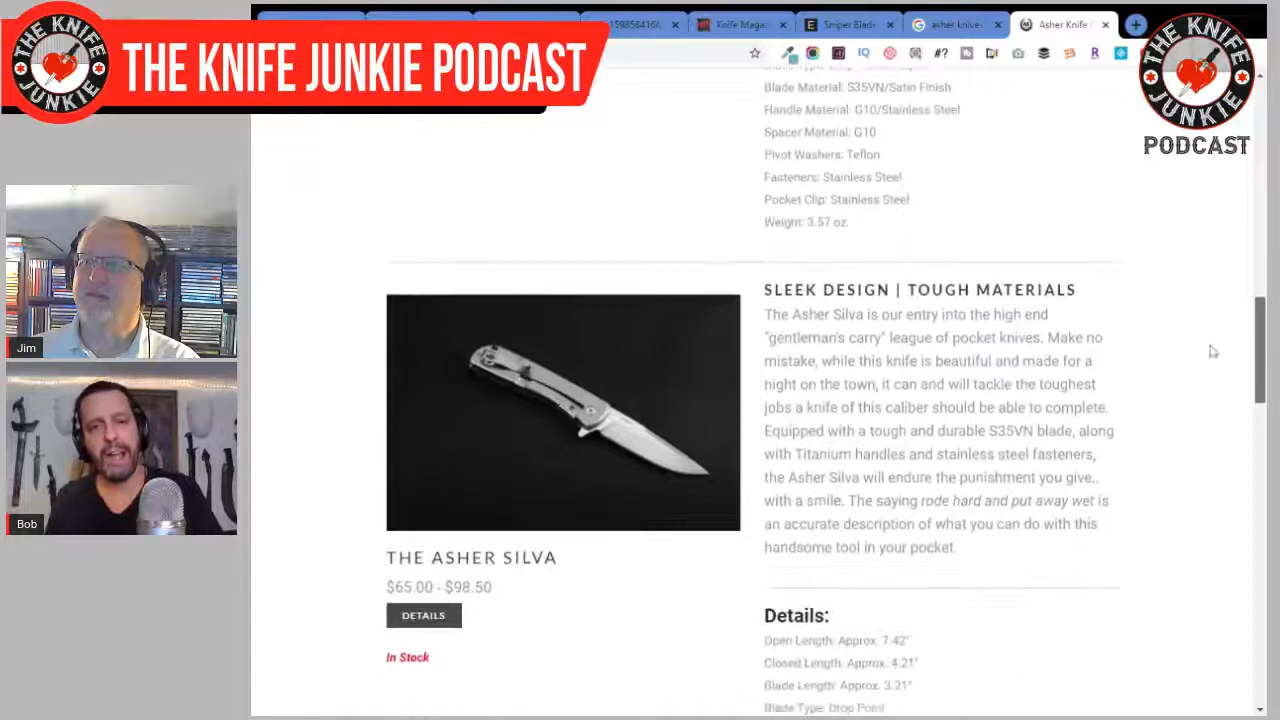 THE KNIFE JUNKIE
THE KNIFE JUNKIE PODCAST
Knife Maga
Sniper Blade
asher knive
Asher Knife C
THE KNIFE JUNKIE
PODCAST
Blade Material: S35VN/Satin Finish
Handle Material: G10/Stainless Steel
Spacer Material: G10
Pivot Washers: Teflon
Fasteners: Stainless Steel
Pocket Clip: Stainless Steel
Weight: 3.57 oz.
SLEEK DESIGN | TOUGH MATERIALS
The Asher Silva is our entry into the high end
"gentleman's carry" league of pocket knives. Make no
mistake, while this knife is beautiful and made for a
night on the town, it can and will tackle the toughest
jobs a knife of this caliber should be able to complete.
Equipped with a tough and durable S35VN blade, along
with Titanium handles and stainless steel fasteners,
the Asher Silva will endure the punishment you give..
with a smile. The saying rode hard and put away wet is
an accurate description of what you can do with this
handsome tool in your pocket.
THE ASHER SILVA
$65.00 - $98.50
DETAILS
In Stock
Details:
Open Length: Approx. 7.42"
Closed Length. Approx. 4.21"
Blade Length: Approx. 3.21"
Blade Type: Drop Point
Jim
Bob